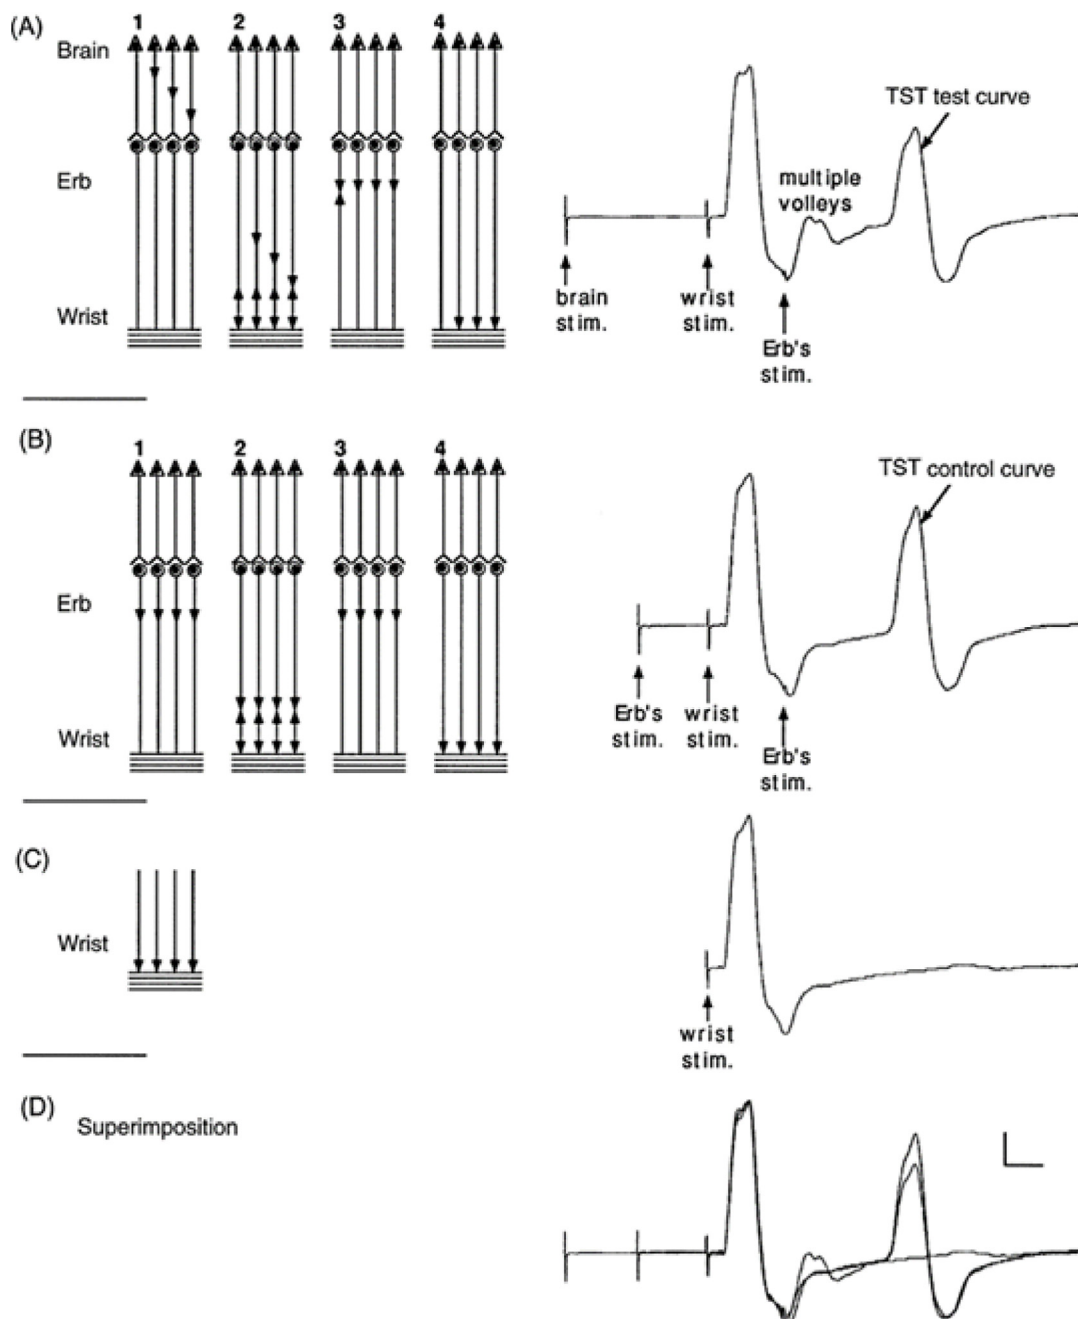 (A)
1 2 3 4
Brain
Erb
Wrist
TST test curve
multiple
volleys
brain
stim.
wrist
stim.
Erb's
stim.
(B)
1 2 3 4
Erb
Wrist
TST control curve
Erb's
stim.
wrist
stim.
Erb's
stim.
(C)
Wrist
wrist
stim.
(D)
Superimposition